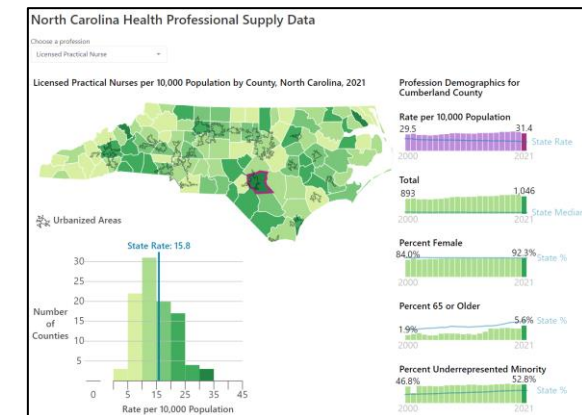 North Carolina Health Professional Supply Data
Choose a profession
Licensed Practical Nurse
Licensed Practical Nurses per 10,000 Population by County, North Carolina, 2021
Urbanized Areas
State Rate: 15.8
30
25
20
15
10
5
Number
of
Counties
0
5
15
25
35
45
Rate per 10,000 Population
Profession Demographics for
Cumberland County
Rate per 10,000 Population
29.5
31.4
State Rate
2000
2021
Total
893
1,046
State Median
2000
2021
Percent Female
84.0%
92.3%
State %
2000
2021
Percent 65 or Older
1.9%
5.6%
State %
2000
2021
Percent Underrepresented Minority
46.8%
52.8%
State %
2000
2021